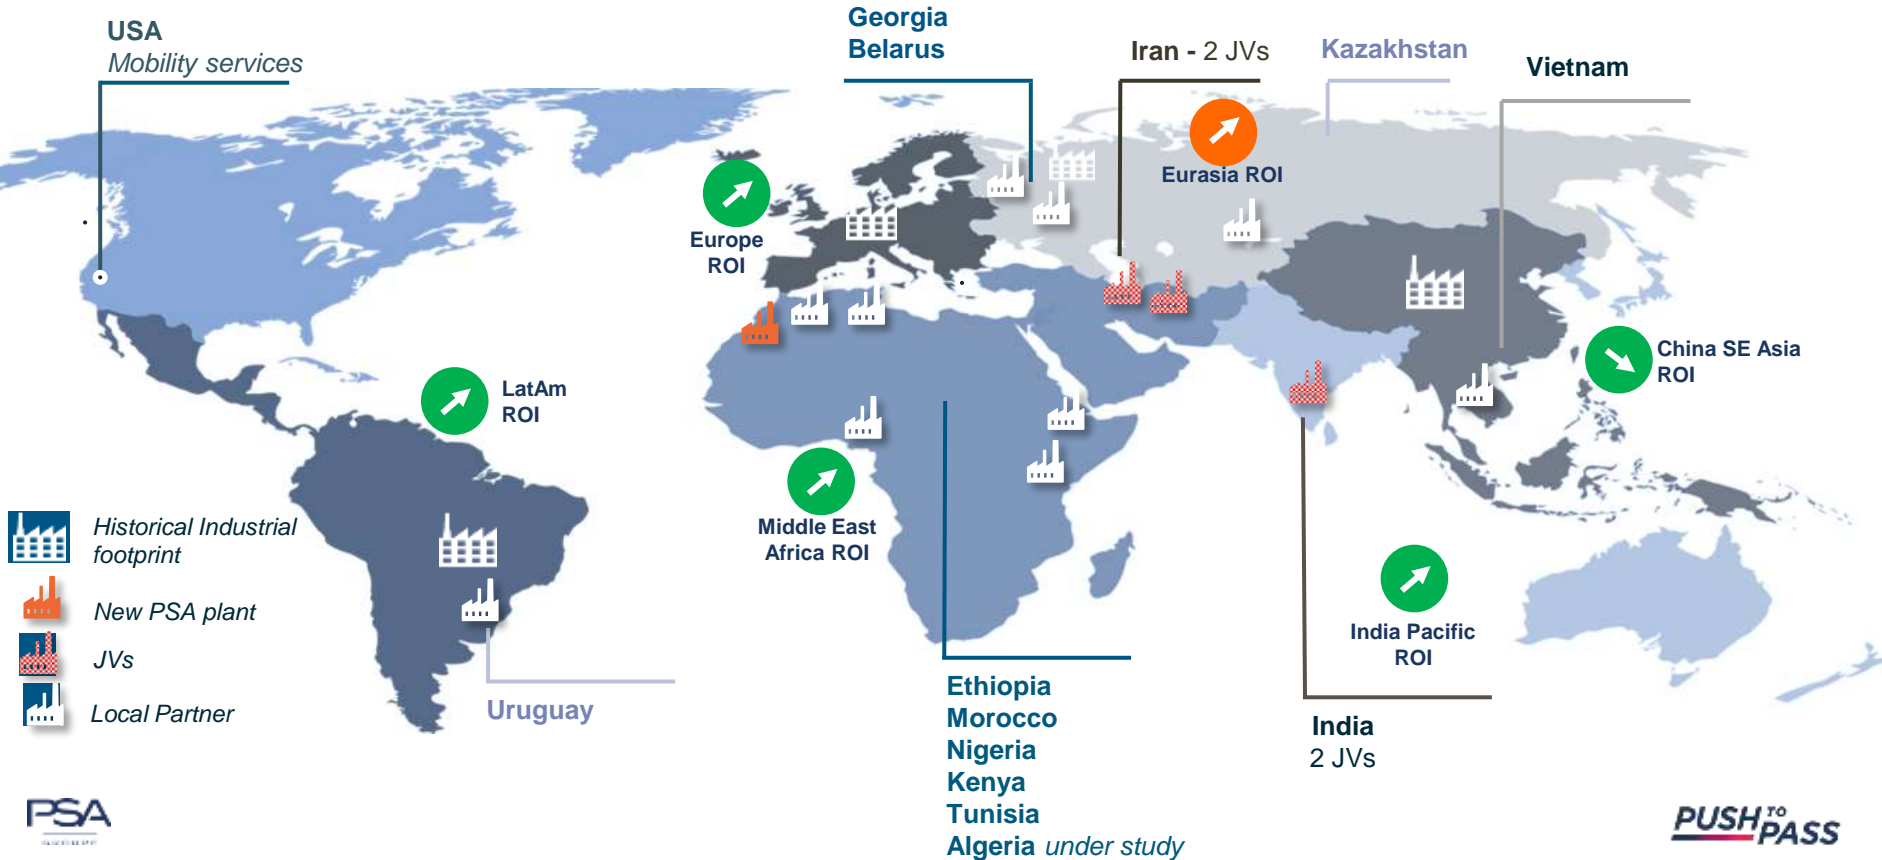 USA
Mobility services
Georgia
Belarus
Iran - 2 JVs
Kazakhstan
Vietnam
Eurasia ROI
Europe
ROI
China SE Asia
ROI
LatAm
ROI
Middle East
Africa ROI
India Pacific
ROI
Historical Industrial
footprint
New PSA plant
JVs
Local Partner
Uruguay
Ethiopia
Morocco
Nigeria
Kenya
Tunisia
Algeria under study
India
2 JVs
PSA
GROUPE
PUSH TO PASS